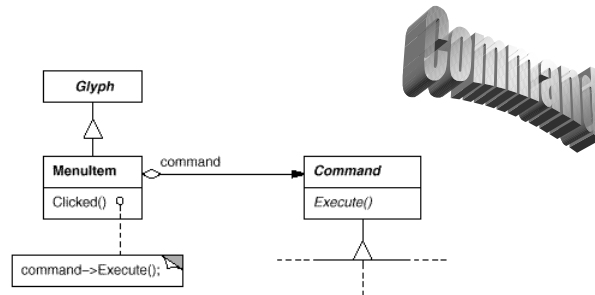 Command
Glyph
MenuItem
command
Command
Clicked()
Execute()
command->Execute();